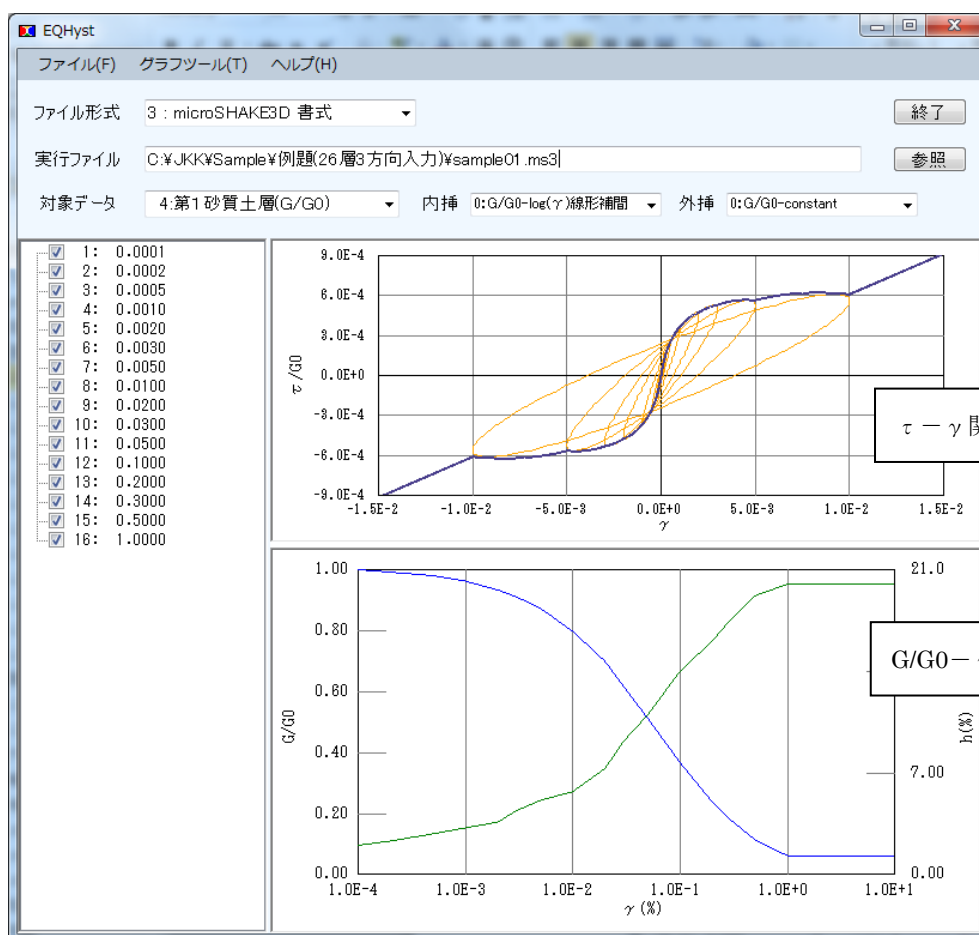 EQHyst
ファイル(F) グラフツール(T) ヘルプ(H)
ファイル形式 3 : microSHAKE3D 書式 終了
実行ファイル C:¥JKK¥Sample¥例題(26層3方向入力)¥sample01.ms3 参照
対象データ 4:第1砂質土層(G/G0) 内挿 0:G/G0-log(γ)線形補間 外挿 0:G/G0-constant
1: 0.0001
2: 0.0002
3: 0.0005
4: 0.0010
5: 0.0020
6: 0.0030
7: 0.0050
8: 0.0100
9: 0.0200
10: 0.0300
11: 0.0500
12: 0.1000
13: 0.2000
14: 0.3000
15: 0.5000
16: 1.0000
9.0E-4
6.0E-4
3.0E-4
0.0E+0
-3.0E-4
-6.0E-4
-9.0E-4
τ/G0
-1.5E-2 -1.0E-2 -5.0E-3 0.0E+0 5.0E-3 1.0E-2 1.5E-2
γ
τ-γ関
1.00
0.80
0.60
0.40
0.20
0.00
G/G0
1.0E-4 1.0E-3 1.0E-2 1.0E-1 1.0E+0 1.0E+1
γ(%)
21.0
G/G0-
7.00
0.00
h(%)